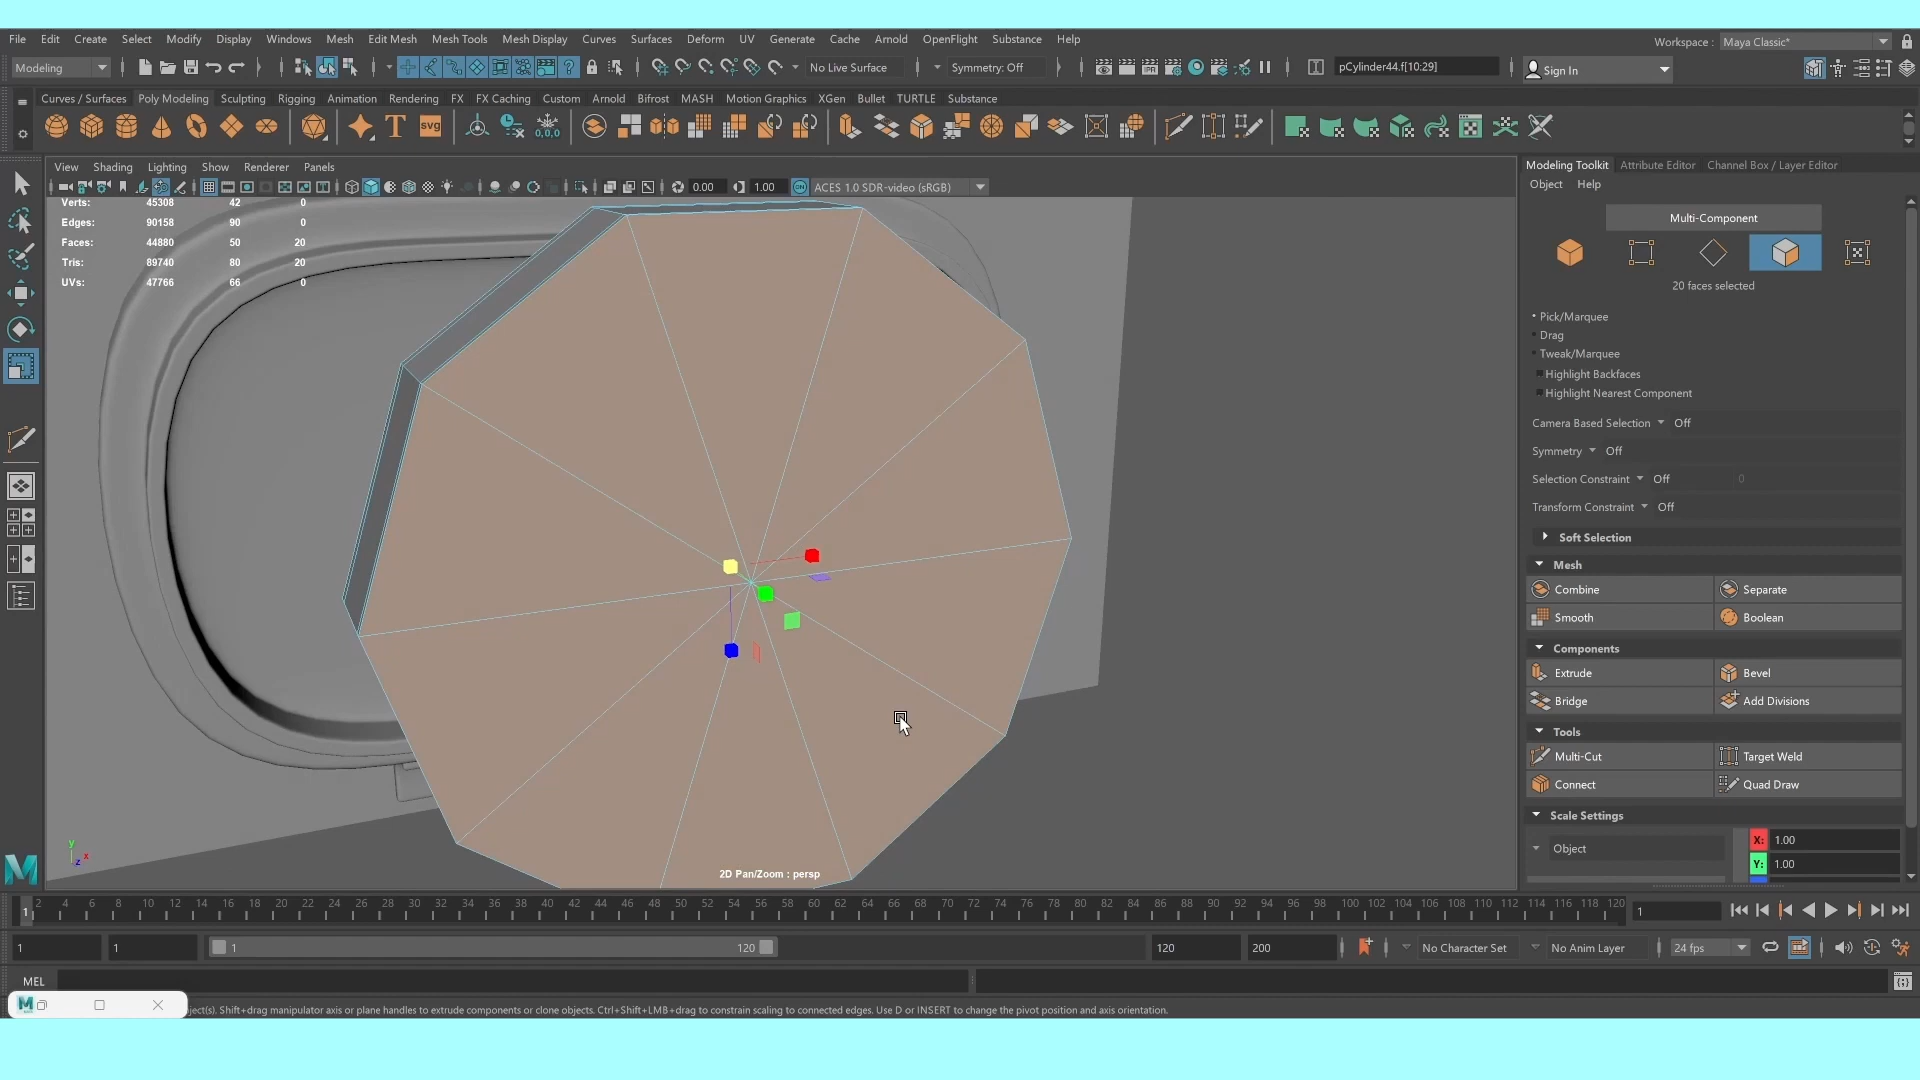 File Edit Create Select Modify Display Windows Mesh Edit Mesh Mesh Tools Mesh Display Curves Surfaces Deform UV Generate Cache Arnold OpenFlight Substance Help
Workspace : Maya Classic*
Modeling No Live Surface Symmetry: Off pCylinder44.f[10:29] Sign In
Curves / Surfaces Poly Modeling Sculpting Rigging Animation Rendering FX FX Caching Custom Arnold Bifrost MASH Motion Graphics XGen Bullet TURTLE Substance
T svg 0,0,0
View Shading Lighting Show Renderer Panels
0.00 1.00 ON ACES 1.0 SDR-video (sRGB)
Verts: 45308 42 0
Edges: 90158 90 0
Faces: 44880 50 20
Tris: 89740 80 20
UVs: 47766 66 0
y
z x
2D Pan/Zoom : persp
Modeling Toolkit Attribute Editor Channel Box / Layer Editor
Object Help
Multi-Component
20 faces selected
Pick/Marquee
Drag
Tweak/Marquee
Highlight Backfaces
Highlight Nearest Component
Camera Based Selection Off
Symmetry Off
Selection Constraint Off 0
Transform Constraint Off
Soft Selection
Mesh
Combine Separate
Smooth Boolean
Components
Extrude Bevel
Bridge Add Divisions
Tools
Multi-Cut Target Weld
Connect Quad Draw
Scale Settings
Object X: 1.00
Y: 1.00
1 2 4 6 8 10 12 14 16 18 20 22 24 26 28 30 32 34 36 38 40 42 44 46 48 50 52 54 56 58 60 62 64 66 68 70 72 74 76 78 80 82 84 86 88 90 92 94 96 98 100 102 104 106 108 110 112 114 116 118 120 1
1 1 1 120 120 200 No Character Set No Anim Layer 24 fps
MEL
ject(s). Shift+drag manipulator axis or plane handles to extrude components or clone objects. Ctrl+Shift+LMB+drag to constrain scaling to connected edges. Use D or INSERT to change the pivot position and axis orientation.